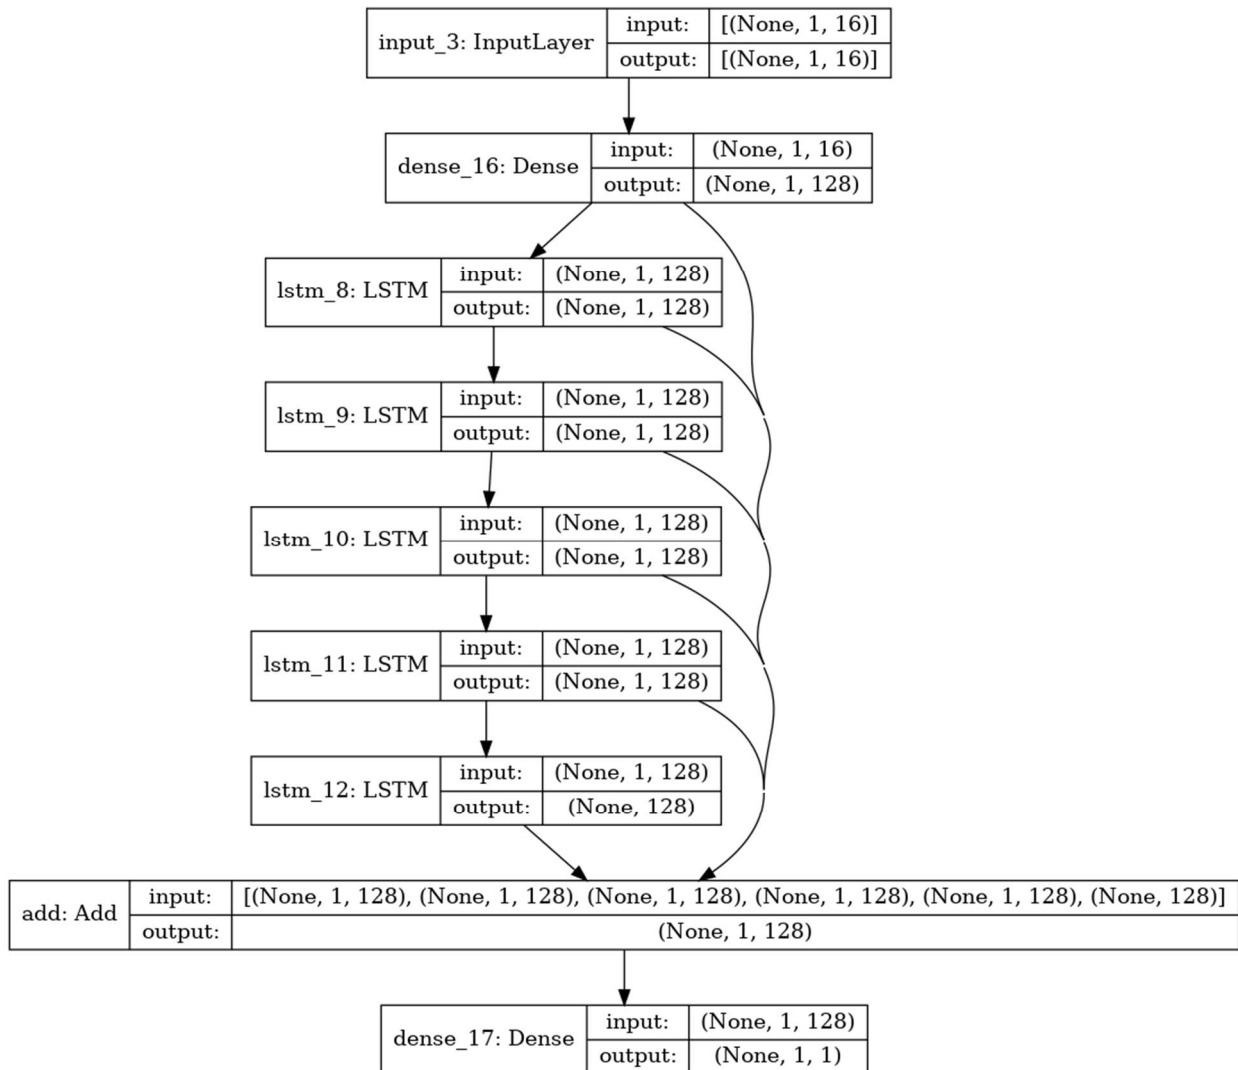 input_3: InputLayer
input: [(None, 1, 16)]
output: [(None, 1, 16)]
dense_16: Dense
input: (None, 1, 16)
output: (None, 1, 128)
lstm_8: LSTM
input: (None, 1, 128)
output: (None, 1, 128)
lstm_9: LSTM
input: (None, 1, 128)
output: (None, 1, 128)
lstm_10: LSTM
input: (None, 1, 128)
output: (None, 1, 128)
lstm_11: LSTM
input: (None, 1, 128)
output: (None, 1, 128)
lstm_12: LSTM
input: (None, 1, 128)
output: (None, 128)
add: Add
input: [(None, 1, 128), (None, 1, 128), (None, 1, 128), (None, 1, 128), (None, 1, 128), (None, 128)]
output: (None, 1, 128)
dense_17: Dense
input: (None, 1, 128)
output: (None, 1, 1)